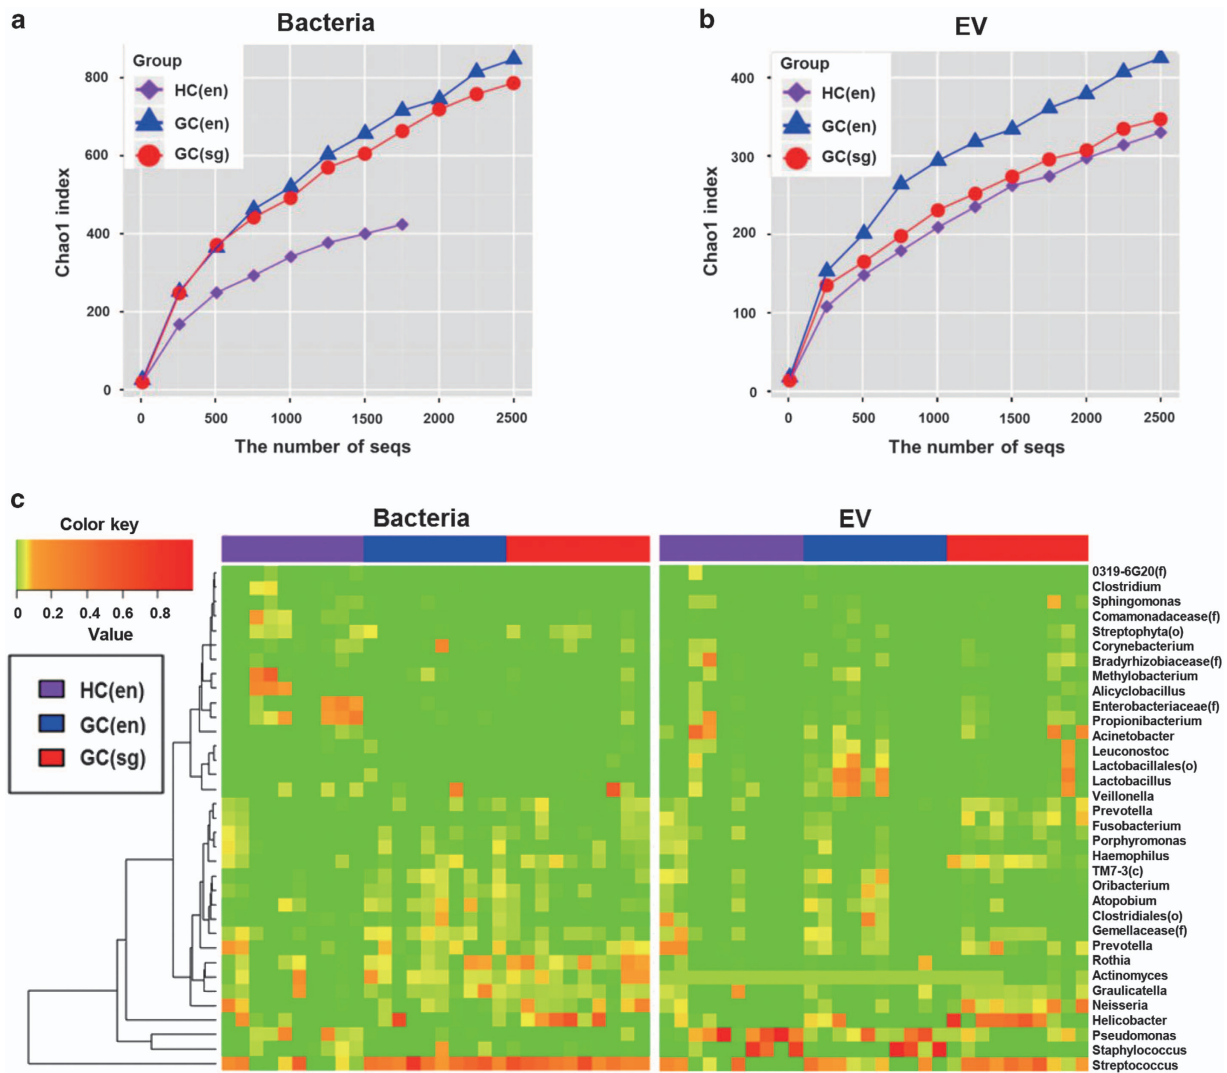 a
Bacteria
Group
HC(en)
GC(en)
GC(sg)
800
600
400
200
0
Chao1 index
0 500 1000 1500 2000 2500
The number of seqs
b
EV
Group
HC(en)
GC(en)
GC(sg)
400
300
200
100
0
Chao1 index
0 500 1000 1500 2000 2500
The number of seqs
c
Color key
0 0.2 0.4 0.6 0.8
Value
HC(en)
GC(en)
GC(sg)
Bacteria
EV
0319-6G20(f)
Clostridium
Sphingomonas
Comamonadacease(f)
Streptophyta(o)
Corynebacterium
Bradyrhizobiacease(f)
Methylobacterium
Alicyclobacillus
Enterobacteriaceae(f)
Propionibacterium
Acinetobacter
Leuconostoc
Lactobacillales(o)
Lactobacillus
Veillonella
Prevotella
Fusobacterium
Porphyromonas
Haemophilus
TM7-3(c)
Oribacterium
Atopobium
Clostridiales(o)
Gemellacease(f)
Prevotella
Rothia
Actinomyces
Graulicatella
Neisseria
Helicobacter
Pseudomonas
Staphylococcus
Streptococcus